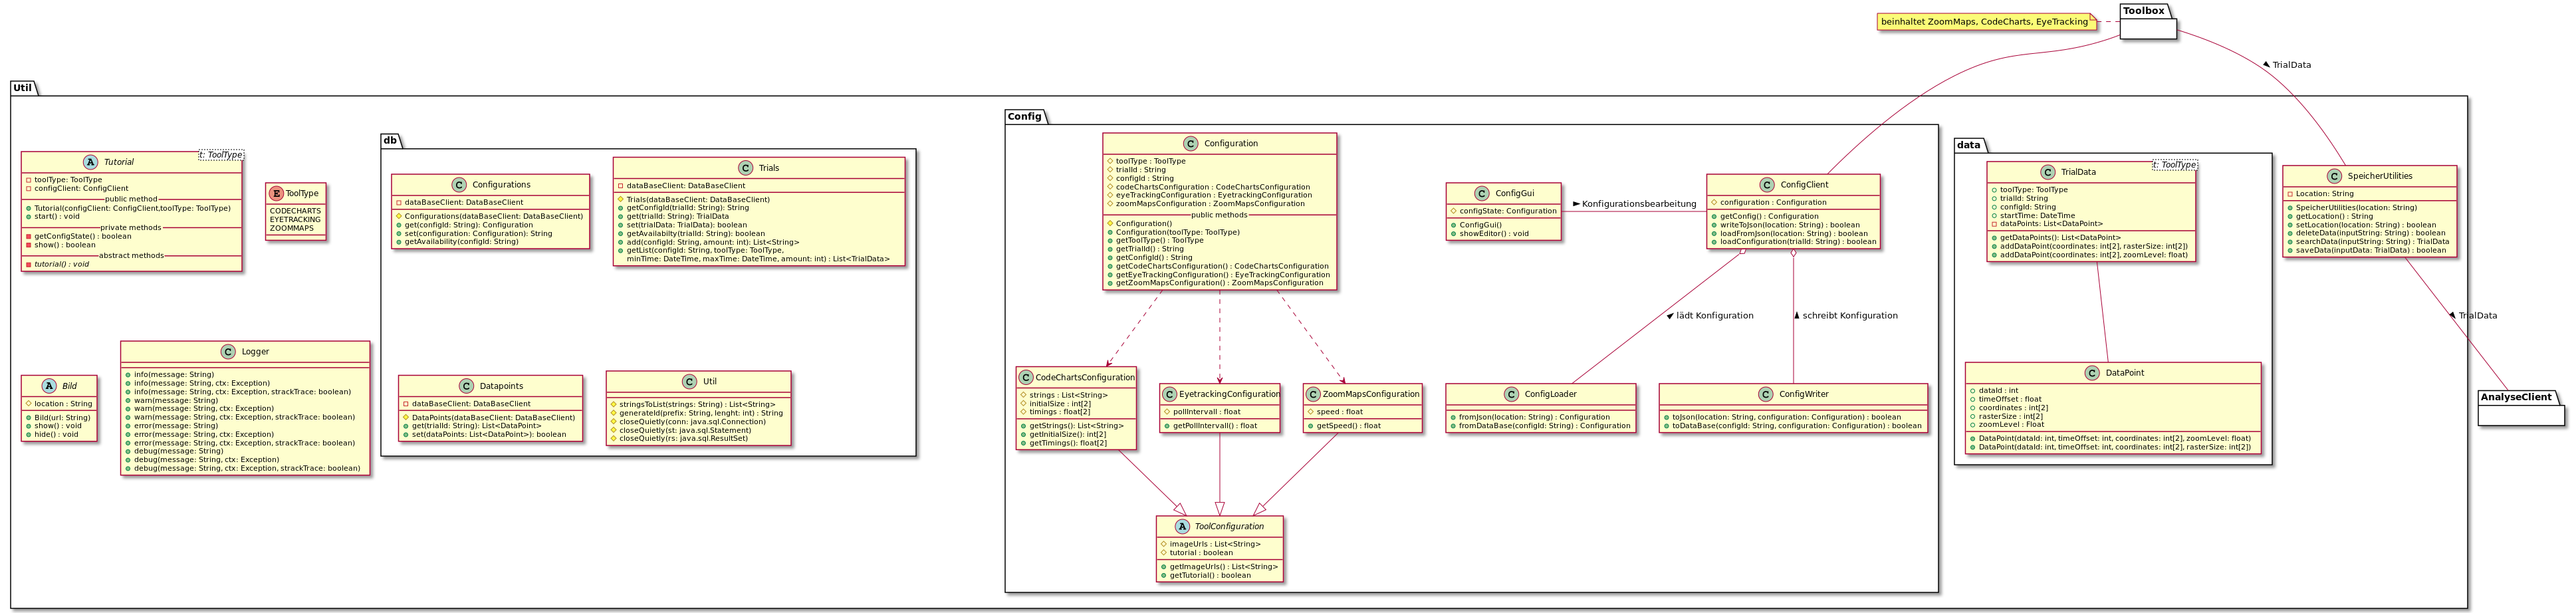 beinhaltet ZoomMaps, CodeCharts, EyeTracking
Toolbox
TrialData
Util
Tutorial
t: ToolType
toolType: ToolType
configClient: ConfigClient
public method
Tutorial(configClient: ConfigClient,toolType: ToolType)
start() : void
private methods
getConfigState() : boolean
show() : boolean
abstract methods
tutorial() : void
ToolType
CODECHARTS
EYETRACKING
ZOOMMAPS
db
Configurations
dataBaseClient: DataBaseClient
Configurations(dataBaseClient: DataBaseClient)
get(configId: String): Configuration
set(configuration: Configuration): String
getAvailability(configId: String)
Trials
dataBaseClient: DataBaseClient
Trials(dataBaseClient: DataBaseClient)
getConfigId(trialId: String): String
get(trialId: String): TrialData
set(trialData: TrialData): boolean
getAvailabilty(trialId: String): boolean
add(configId: String, amount: int): List<String>
getList(configId: String, toolType: ToolType,
minTime: DateTime, maxTime: DateTime, amount: int) : List<TrialData>
Bild
location : String
Bild(url: String)
show() : void
hide() : void
Logger
info(message: String)
info(message: String, ctx: Exception)
info(message: String, ctx: Exception, strackTrace: boolean)
warn(message: String)
warn(message: String, ctx: Exception)
warn(message: String, ctx: Exception, strackTrace: boolean)
error(message: String)
error(message: String, ctx: Exception)
error(message: String, ctx: Exception, strackTrace: boolean)
debug(message: String)
debug(message: String, ctx: Exception)
debug(message: String, ctx: Exception, strackTrace: boolean)
Datapoints
dataBaseClient: DataBaseClient
DataPoints(dataBaseClient: DataBaseClient)
get(trialId: String): List<DataPoint>
set(dataPoints: List<DataPoint>): boolean
Util
stringsToList(strings: String) : List<String>
generateId(prefix: String, lenght: int) : String
closeQuietly(conn: java.sql.Connection)
closeQuietly(st: java.sql.Statement)
closeQuietly(rs: java.sql.ResultSet)
Config
Configuration
toolType : ToolType
trialId : String
configId : String
codeChartsConfiguration : CodeChartsConfiguration
eyeTrackingConfiguration : EyetrackingConfiguration
zoomMapsConfiguration : ZoomMapsConfiguration
public methods
Configuration()
Configuration(toolType: ToolType)
getToolType() : ToolType
getTrialId() : String
getConfigId() : String
getCodeChartsConfiguration() : CodeChartsConfiguration
getEyeTrackingConfiguration() : EyeTrackingConfiguration
getZoomMapsConfiguration() : ZoomMapsConfiguration
ConfigGui
configState: Configuration
ConfigGui()
showEditor() : void
Konfigurationsbearbeitung
ConfigClient
configuration : Configuration
getConfig() : Configuration
writeToJson(location: String) : boolean
loadFromJson(location: String) : boolean
loadConfiguration(trialId: String) : boolean
lädt Konfiguration
schreibt Konfiguration
CodeChartsConfiguration
strings : List<String>
initialSize : int[2]
timings : float[2]
getStrings(): List<String>
getInitialSize(): int[2]
getTimings(): float[2]
EyetrackingConfiguration
pollIntervall : float
getPollIntervall() : float
ZoomMapsConfiguration
speed : float
getSpeed() : float
ConfigLoader
fromJson(location: String) : Configuration
fromDataBase(configId: String) : Configuration
ConfigWriter
toJson(location: String, configuration: Configuration) : boolean
toDataBase(configId: String, configuration: Configuration) : boolean
ToolConfiguration
imageUrls : List<String>
tutorial : boolean
getImageUrls() : List<String>
getTutorial() : boolean
data
TrialData
t: ToolType
toolType: ToolType
trialId: String
configId: String
startTime: DateTime
dataPoints: List<DataPoint>
getDataPoints(): List<DataPoint>
addDataPoint(coordinates: int[2], rasterSize: int[2])
addDataPoint(coordinates: int[2], zoomLevel: float)
DataPoint
dataId : int
timeOffset : float
coordinates : int[2]
rasterSize : int[2]
zoomLevel : Float
DataPoint(dataId: int, timeOffset: int, coordinates: int[2], zoomLevel: float)
DataPoint(dataId: int, timeOffset: int, coordinates: int[2], rasterSize: int[2])
SpeicherUtilities
Location: String
SpeicherUtilities(location: String)
getLocation() : String
setLocation(location: String) : boolean
deleteData(inputString: String) : boolean
searchData(inputString: String) : TrialData
saveData(inputData: TrialData) : boolean
TrialData
AnalyseClient